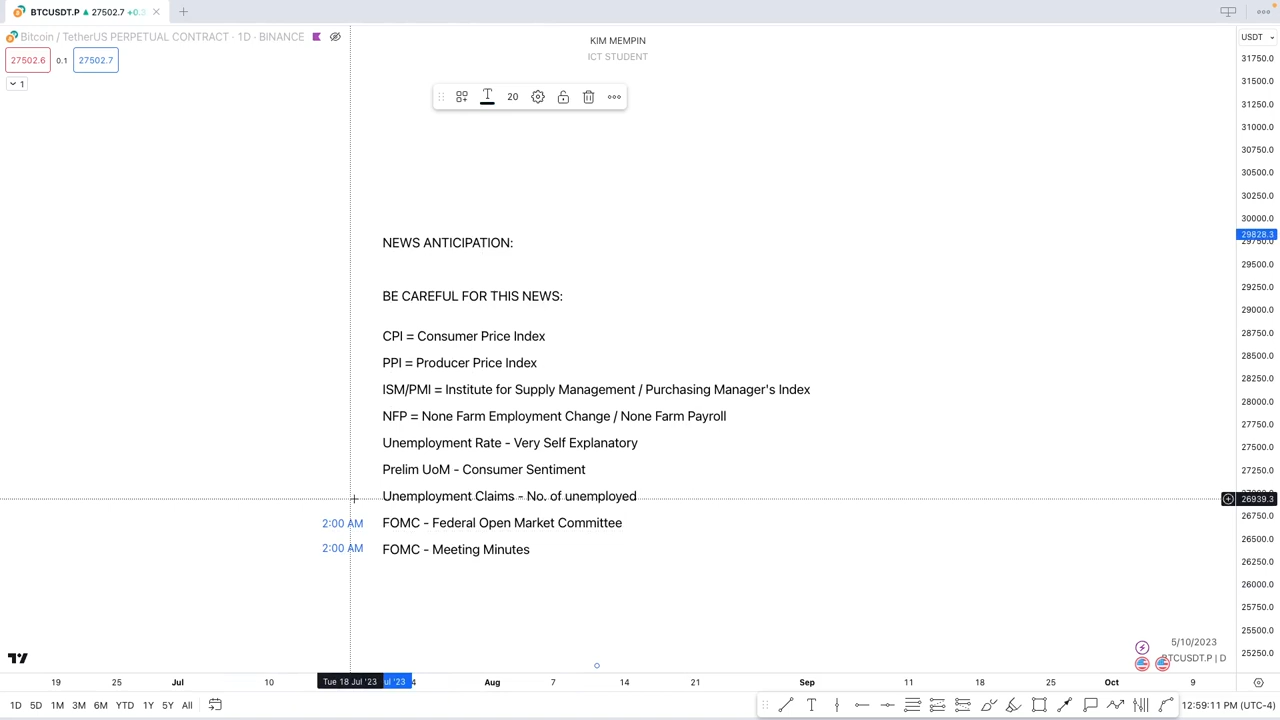 BTCUSDT.P ▲ 27502.7 +0.3
Bitcoin / TetherUS PERPETUAL CONTRACT · 1D · BINANCE
27502.6 0.1 27502.7
1
KIM MEMPIN
ICT STUDENT
20
USDT
31750.0
31500.0
31250.0
31000.0
30750.0
30500.0
30250.0
30000.0
29828.3
29750.0
29500.0
29250.0
29000.0
28750.0
28500.0
28250.0
28000.0
27750.0
27500.0
27250.0
26939.3
26750.0
26500.0
26250.0
26000.0
25750.0
25500.0
25250.0
NEWS ANTICIPATION:
BE CAREFUL FOR THIS NEWS:
CPI = Consumer Price Index
PPI = Producer Price Index
ISM/PMI = Institute for Supply Management / Purchasing Manager's Index
NFP = None Farm Employment Change / None Farm Payroll
Unemployment Rate - Very Self Explanatory
Prelim UoM - Consumer Sentiment
Unemployment Claims - No. of unemployed
2:00 AM FOMC - Federal Open Market Committee
2:00 AM FOMC - Meeting Minutes
5/10/2023
BTCUSDT.P | D
19 25 Jul 10 Tue 18 Jul '23 ul '23 4 Aug 7 14 21 Sep 11 18 25 Oct 9
1D 5D 1M 3M 6M YTD 1Y 5Y All
12:59:11 PM (UTC-4)